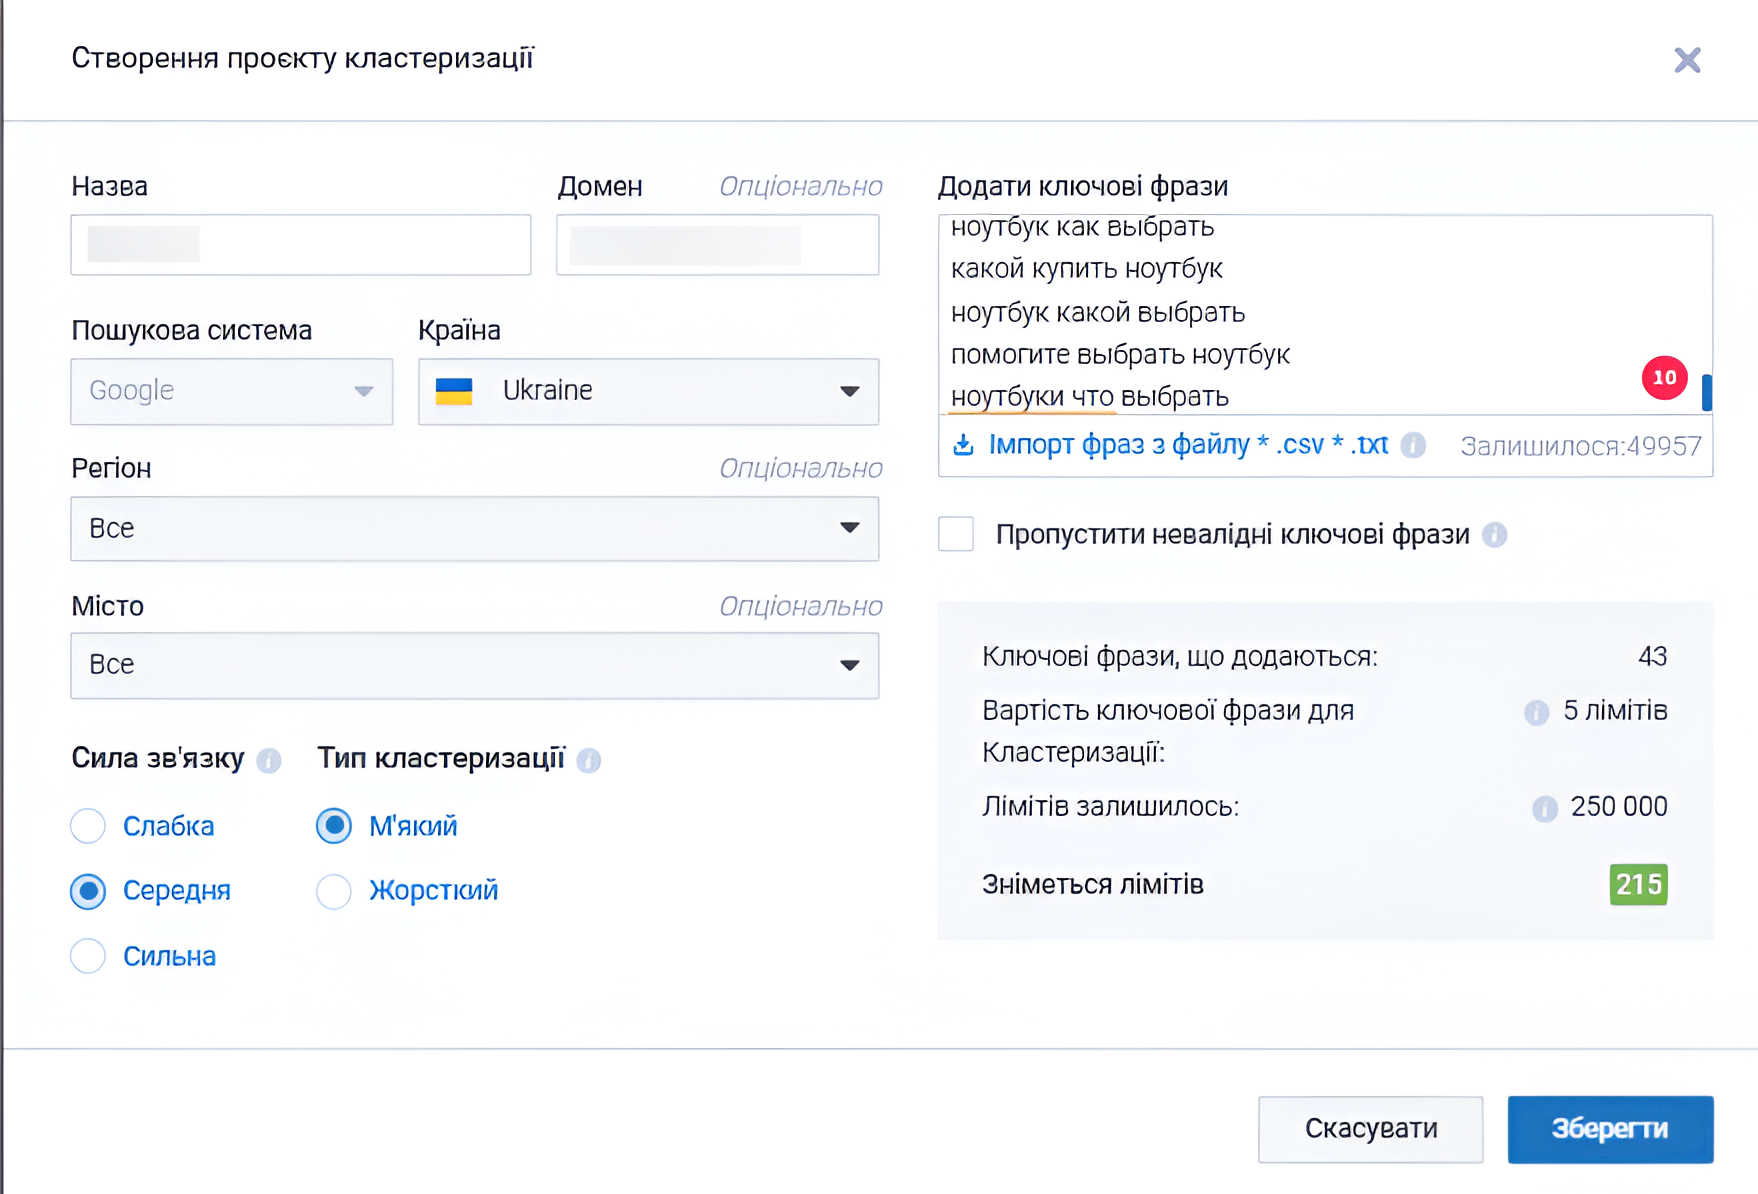 Створення проєкту кластеризації
Назва
Домен
Опціонально
Пошукова система
Google
Країна
Ukraine
Регіон
Опціонально
Все
Місто
Опціонально
Все
Сила зв'язку
Слабка
Середня
Сильна
Тип кластеризації
М'який
Жорсткий
Додати ключові фрази
ноутбук как выбрать
какой купить ноутбук
ноутбук какой выбрать
помогите выбрать ноутбук
ноутбуки что выбрать
10
Імпорт фраз з файлу * .csv * .txt
Залишилося:49957
Пропустити невалідні ключові фрази
Ключові фрази, що додаються:
43
Вартість ключової фрази для
Кластеризації:
5 лімітів
Лімітів залишилось:
250 000
Зніметься лімітів
215
Скасувати
Зберегти